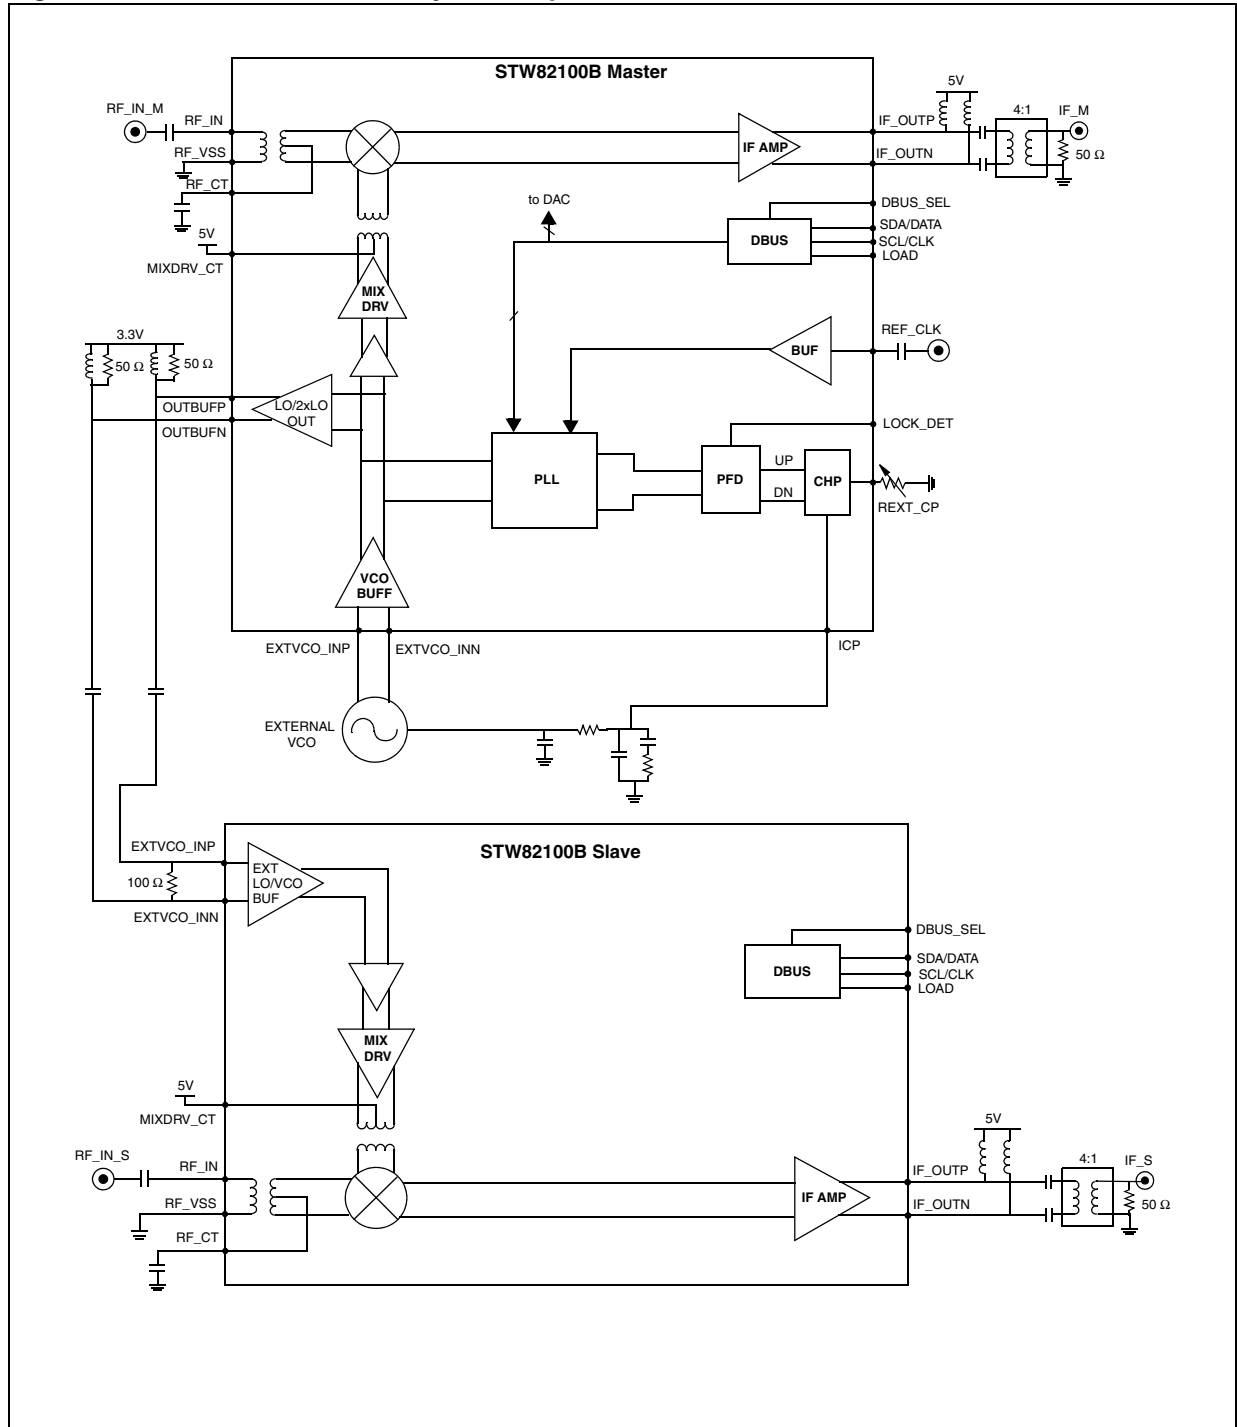 STW82100B Master
RF_IN_M
RF_IN
RF_VSS
RF_CT
5V
MIXDRV_CT
MIX
DRV
IF AMP
IF_OUTP
IF_OUTN
5V
4:1
IF_M
50 Ω
to DAC
DBUS
DBUS_SEL
SDA/DATA
SCL/CLK
LOAD
3.3V
50 Ω
50 Ω
OUTBUFP
OUTBUFN
LO/2xLO
OUT
BUF
REF_CLK
LOCK_DET
PLL
PFD
UP
DN
CHP
REXT_CP
VCO
BUFF
EXTVCO_INP
EXTVCO_INN
ICP
EXTERNAL
VCO
STW82100B Slave
EXTVCO_INP
100 Ω
EXTVCO_INN
EXT
LO/VCO
BUF
DBUS
DBUS_SEL
SDA/DATA
SCL/CLK
LOAD
MIX
DRV
5V
MIXDRV_CT
RF_IN_S
RF_IN
RF_VSS
RF_CT
IF AMP
IF_OUTP
IF_OUTN
5V
4:1
IF_S
50 Ω